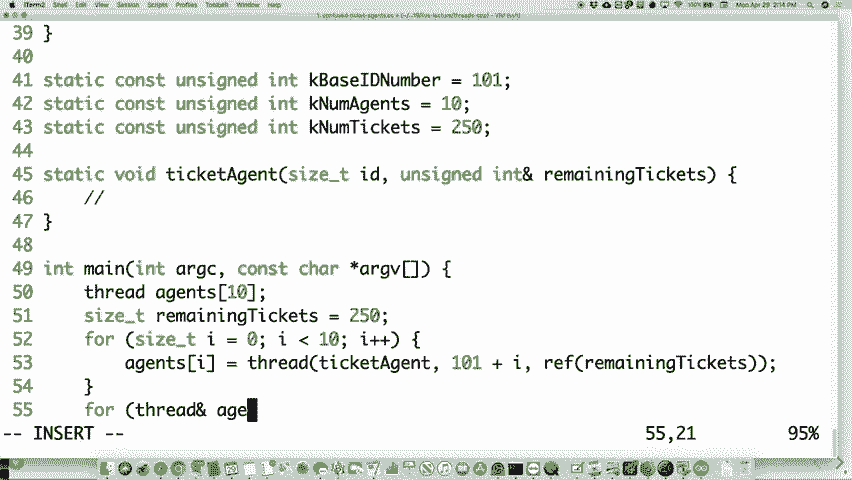 iTerm2 Shell Edit View Session Scripts Profiles Toolbelt Window Help 100% Mon Apr 29 2:14 PM
39 }
40
41 static const unsigned int kBaseIDNumber = 101;
42 static const unsigned int kNumAgents = 10;
43 static const unsigned int kNumTickets = 250;
44
45 static void ticketAgent(size_t id, unsigned int& remainingTickets) {
46     //
47 }
48
49 int main(int argc, const char *argv[]) {
50     thread agents[10];
51     size_t remainingTickets = 250;
52     for (size_t i = 0; i < 10; i++) {
53         agents[i] = thread(ticketAgent, 101 + i, ref(remainingTickets));
54     }
55     for (thread& age
-- INSERT -- 55,21 95%